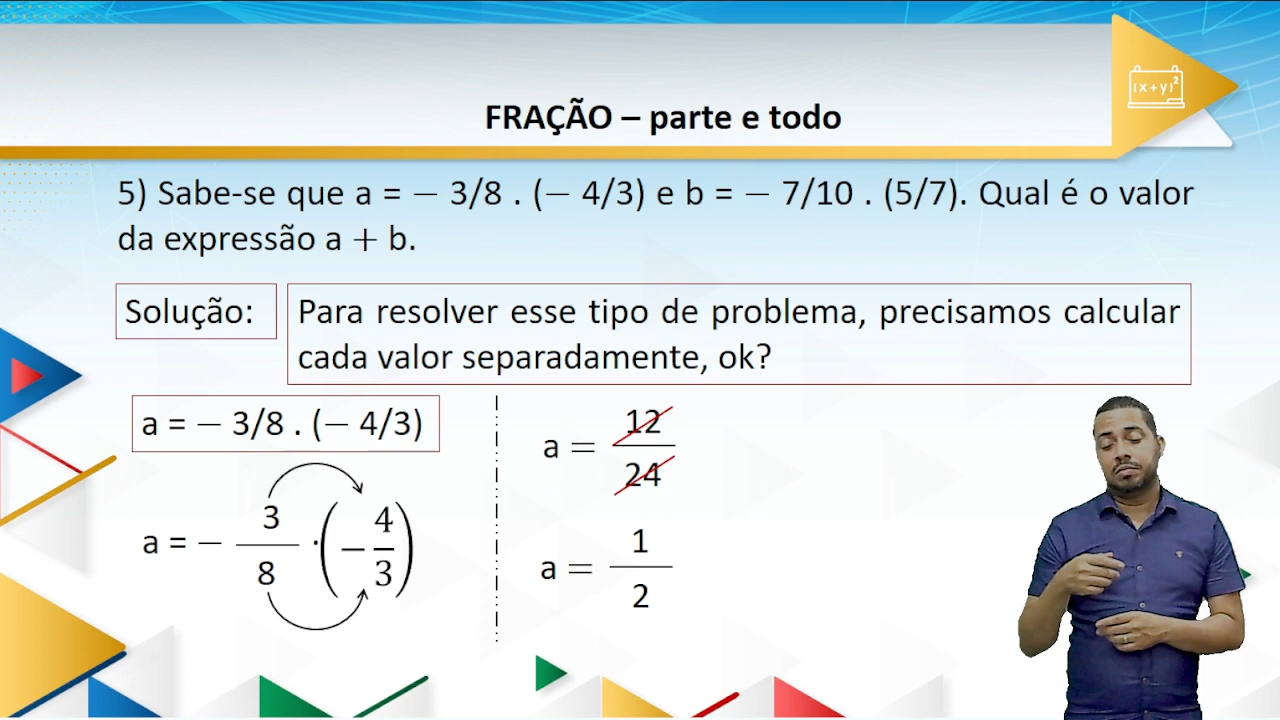 (x+y)²
FRAÇÃO – parte e todo
5) Sabe-se que a = − 3/8 . (− 4/3) e b = − 7/10 . (5/7). Qual é o valor
da expressão a + b.
Solução:
Para resolver esse tipo de problema, precisamos calcular
cada valor separadamente, ok?
a = − 3/8 . (− 4/3)
a = − 3/8 · (− 4/3)
a = 12/24
a = 1/2